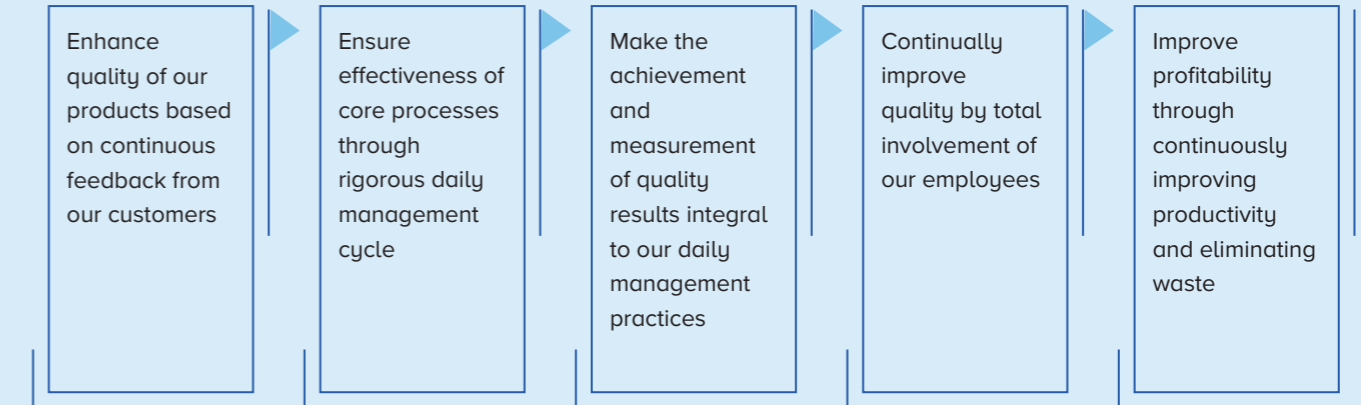 Enhance
quality of our
products based
on continuous
feedback from
our customers
Ensure
effectiveness of
core processes
through
rigorous daily
management
cycle
Make the
achievement
and
measurement
of quality
results integral
to our daily
management
practices
Continually
improve
quality by total
involvement of
our employees
Improve
profitability
through
continuously
improving
productivity
and eliminating
waste